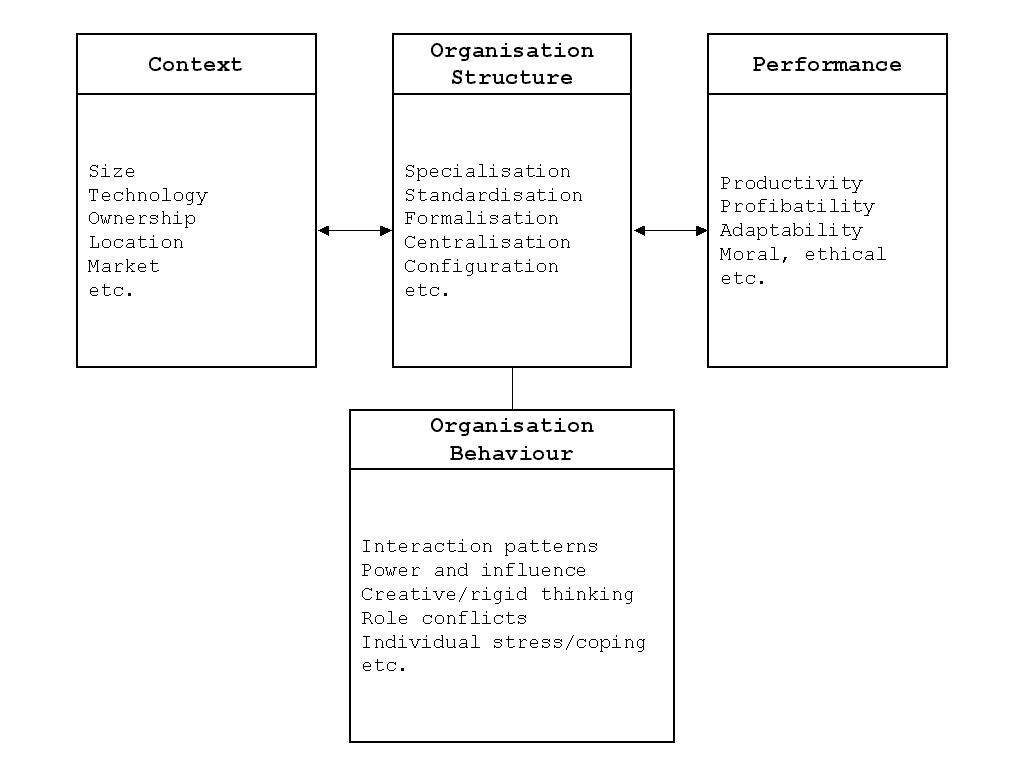 Context
Size
Technology
Ownership
Location
Market
etc.
Organisation
Structure
Specialisation
Standardisation
Formalisation
Centralisation
Configuration
etc.
Performance
Productivity
Profibatility
Adaptability
Moral, ethical
etc.
Organisation
Behaviour
Interaction patterns
Power and influence
Creative/rigid thinking
Role conflicts
Individual stress/coping
etc.